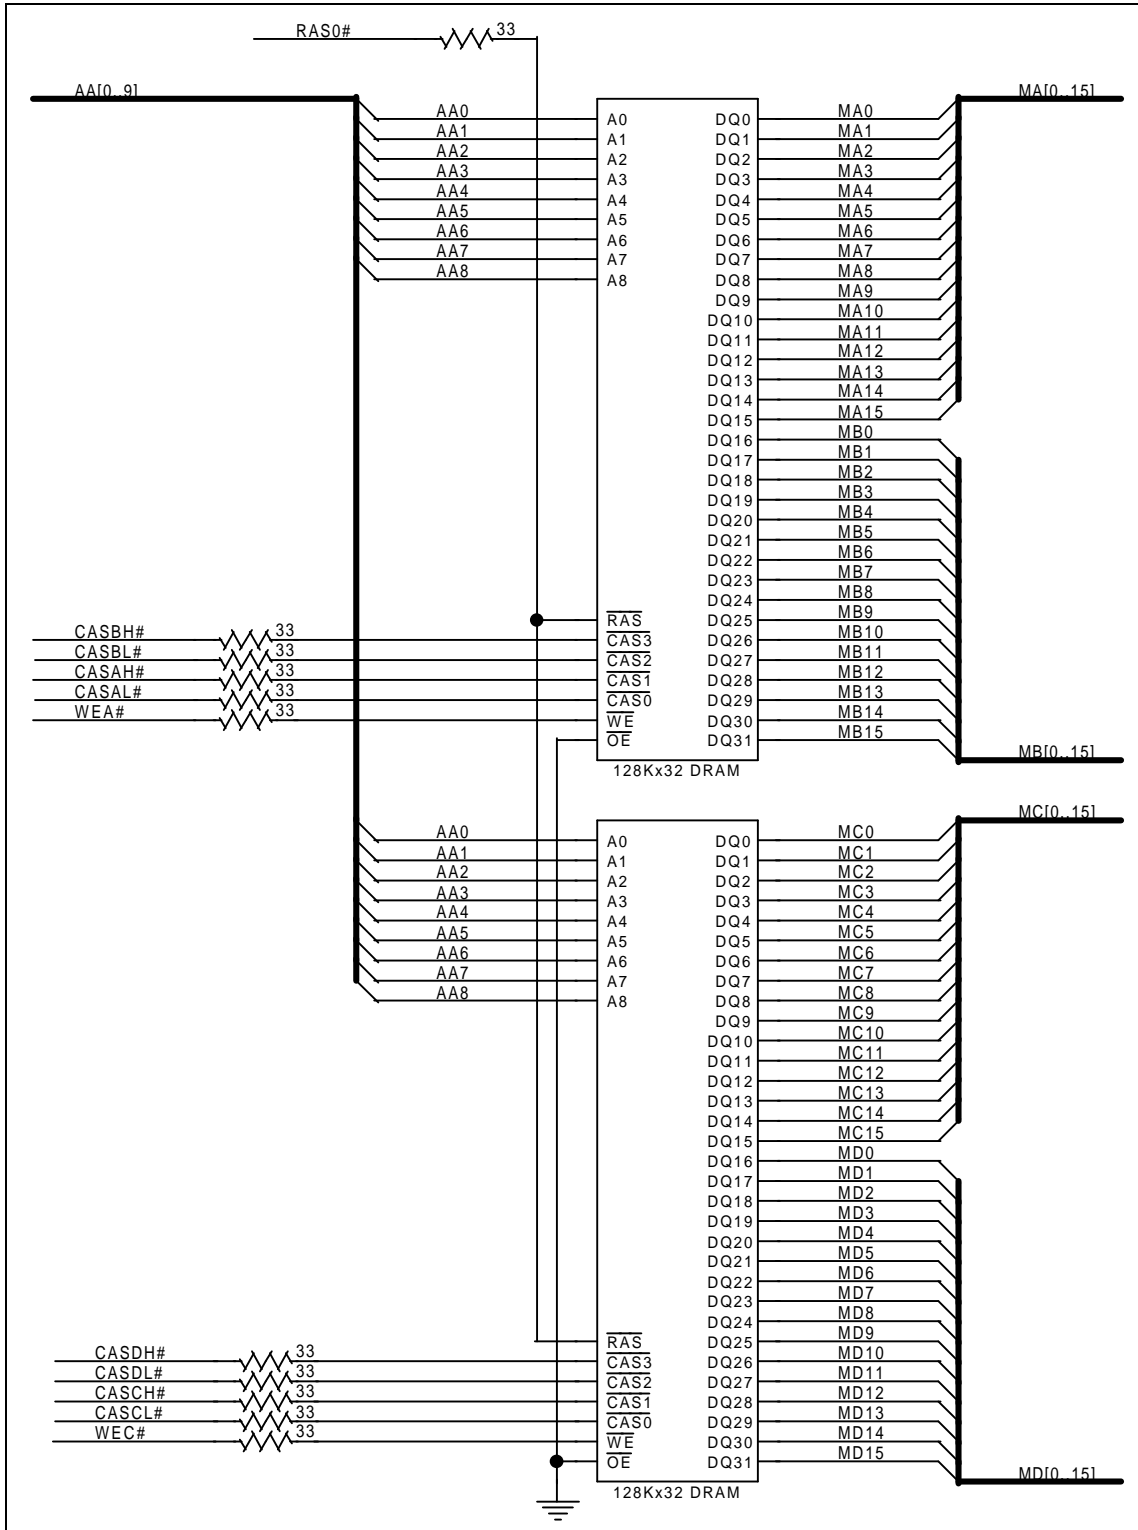 RAS0# 33
AA[0..9] MA[0..15]
AA0 A0 DQ0 MA0
AA1 A1 DQ1 MA1
AA2 A2 DQ2 MA2
AA3 A3 DQ3 MA3
AA4 A4 DQ4 MA4
AA5 A5 DQ5 MA5
AA6 A6 DQ6 MA6
AA7 A7 DQ7 MA7
AA8 A8 DQ8 MA8
DQ9 MA9
DQ10 MA10
DQ11 MA11
DQ12 MA12
DQ13 MA13
DQ14 MA14
DQ15 MA15
DQ16 MB0
DQ17 MB1
DQ18 MB2
DQ19 MB3
DQ20 MB4
DQ21 MB5
DQ22 MB6
DQ23 MB7
DQ24 MB8
RAS DQ25 MB9
CASBH# 33 CAS3 DQ26 MB10
CASBL# 33 CAS2 DQ27 MB11
CASAH# 33 CAS1 DQ28 MB12
CASAL# 33 CAS0 DQ29 MB13
WEA# 33 WE DQ30 MB14
OE DQ31 MB15
MB[0..15]
128Kx32 DRAM
MC[0..15]
AA0 A0 DQ0 MC0
AA1 A1 DQ1 MC1
AA2 A2 DQ2 MC2
AA3 A3 DQ3 MC3
AA4 A4 DQ4 MC4
AA5 A5 DQ5 MC5
AA6 A6 DQ6 MC6
AA7 A7 DQ7 MC7
AA8 A8 DQ8 MC8
DQ9 MC9
DQ10 MC10
DQ11 MC11
DQ12 MC12
DQ13 MC13
DQ14 MC14
DQ15 MC15
DQ16 MD0
DQ17 MD1
DQ18 MD2
DQ19 MD3
DQ20 MD4
DQ21 MD5
DQ22 MD6
DQ23 MD7
DQ24 MD8
RAS DQ25 MD9
CASDH# 33 CAS3 DQ26 MD10
CASDL# 33 CAS2 DQ27 MD11
CASCH# 33 CAS1 DQ28 MD12
CASCL# 33 CAS0 DQ29 MD13
WEC# 33 WE DQ30 MD14
OE DQ31 MD15
MD[0..15]
128Kx32 DRAM